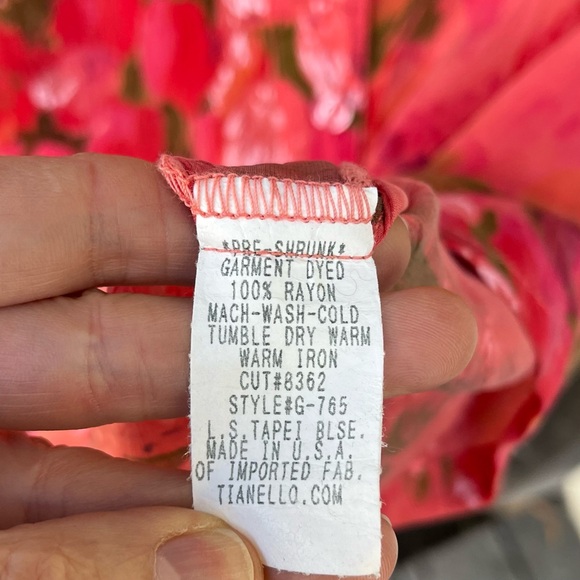 *PRE-SHRUNK*
GARMENT DYED
100% RAYON
MACH-WASH-COLD
TUMBLE DRY WARM
WARM IRON
CUT#8362
STYLE#G-765
L.S.TAPEI BLSE.
MADE IN U.S.A.
OF IMPORTED FAB.
TIANELLO.COM